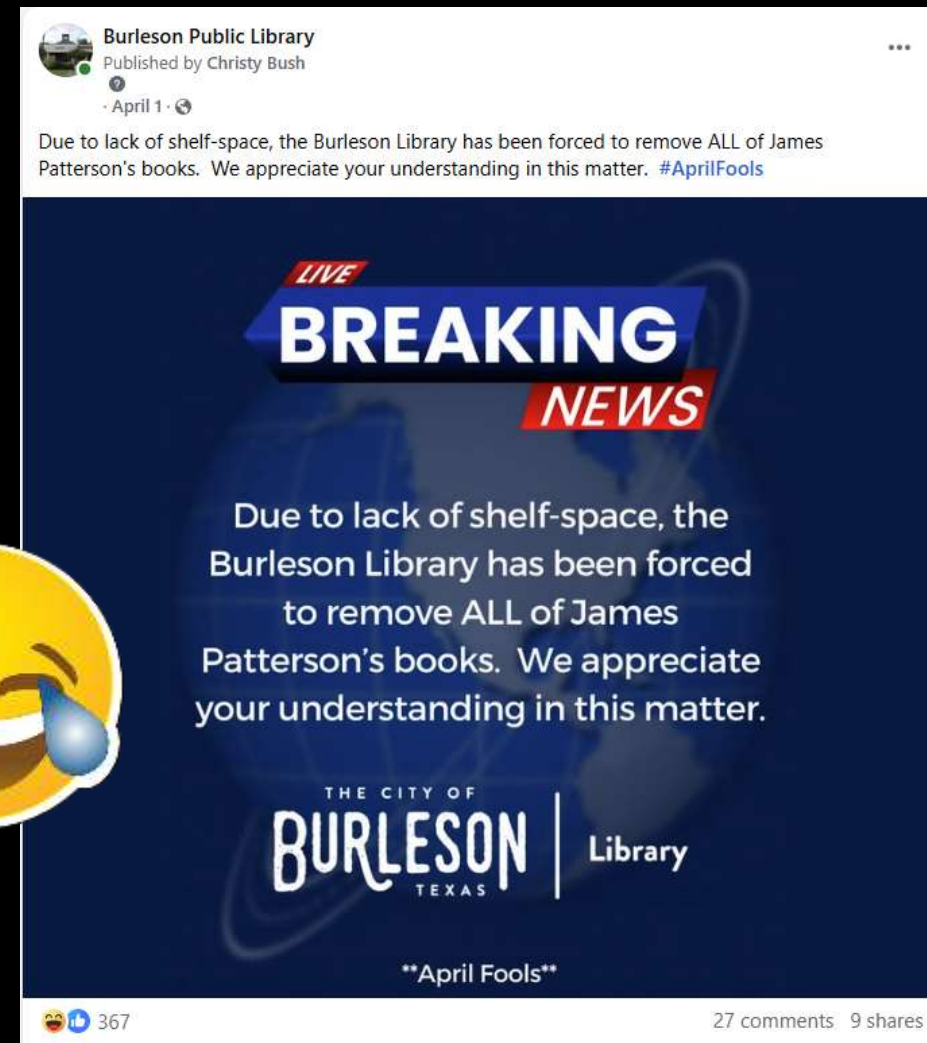 Burleson Public Library
Published by Christy Bush
?
· April 1 ·
Due to lack of shelf-space, the Burleson Library has been forced to remove ALL of James
Patterson's books.  We appreciate your understanding in this matter.  #AprilFools
LIVE
BREAKING
NEWS
Due to lack of shelf-space, the
Burleson Library has been forced
to remove ALL of James
Patterson's books.  We appreciate
your understanding in this matter.
THE CITY OF
BURLESON
TEXAS
Library
**April Fools**
367
27 comments 9 shares